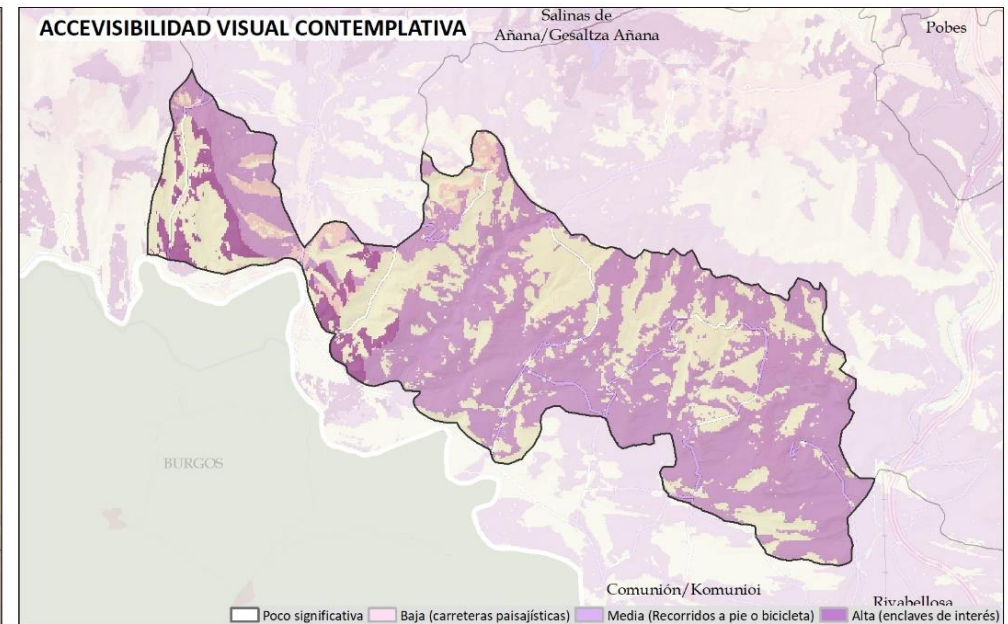 ACCEVISIBILIDAD VISUAL CONTEMPLATIVA
Salinas de
Añana/Gesaltza Añana
Pobes
BURGOS
Comunión/Komunioi
Rivabellosa
Poco significativa
Baja (carreteras paisajísticas)
Media (Recorridos a pie o bicicleta)
Alta (enclaves de interés)